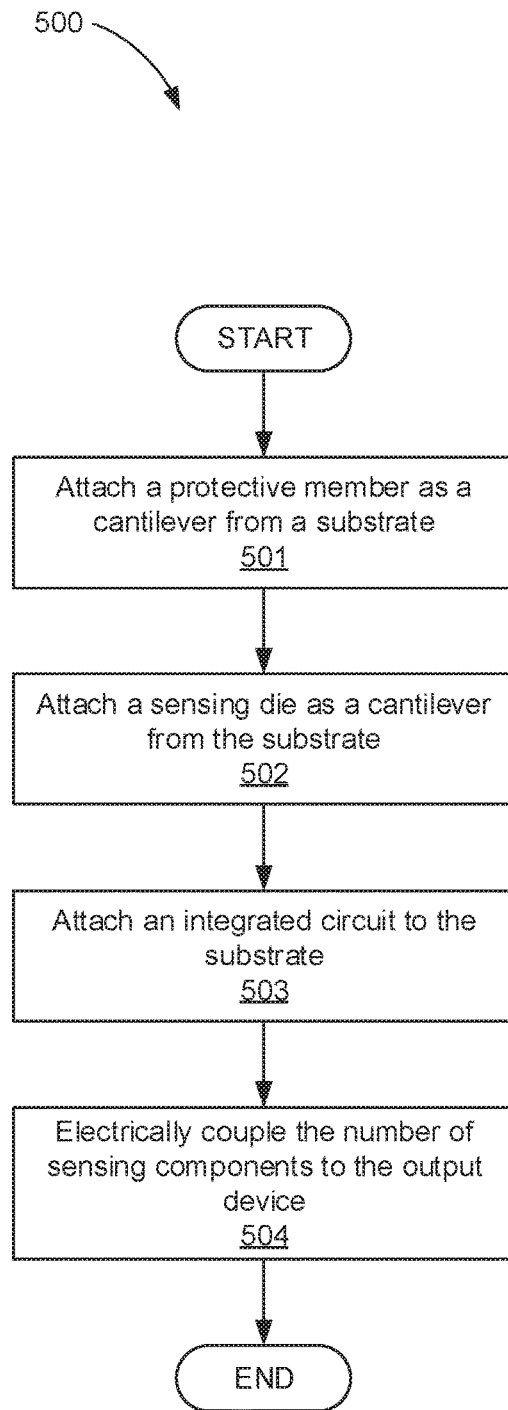 500
START
Attach a protective member as a
cantilever from a substrate
501
Attach a sensing die as a cantilever
from the substrate
502
Attach an integrated circuit to the
substrate
503
Electrically couple the number of
sensing components to the output
device
504
END